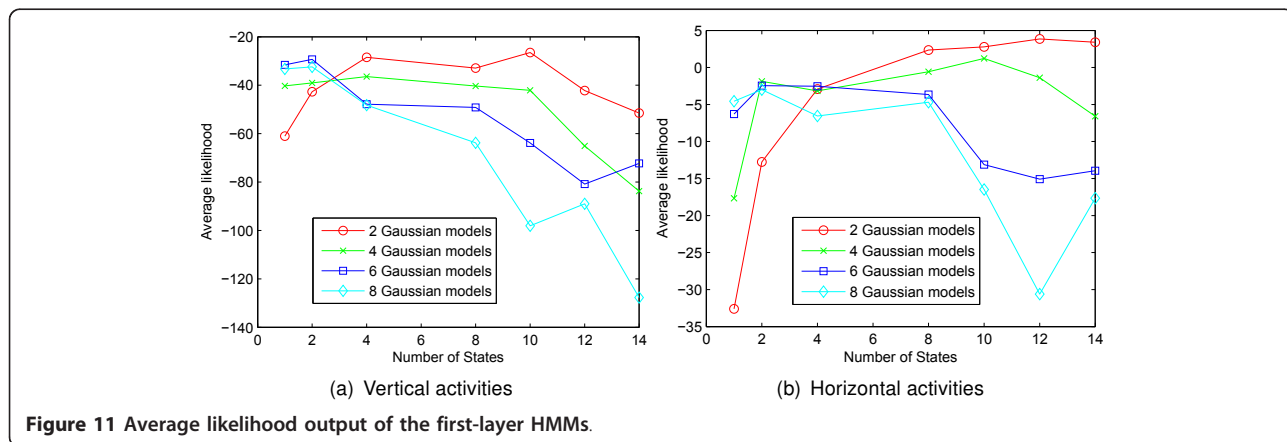 −20
−40
−60
−80
−100
−120
−140
0
2
4
6
8
10
12
14
Average likelihood
Number of States
2 Gaussian models
4 Gaussian models
6 Gaussian models
8 Gaussian models
(a) Vertical activities
5
0
−5
−10
−15
−20
−25
−30
−35
0
2
4
6
8
10
12
14
Average likelihood
Number of States
2 Gaussian models
4 Gaussian models
6 Gaussian models
8 Gaussian models
(b) Horizontal activities
Figure 11 Average likelihood output of the first-layer HMMs.